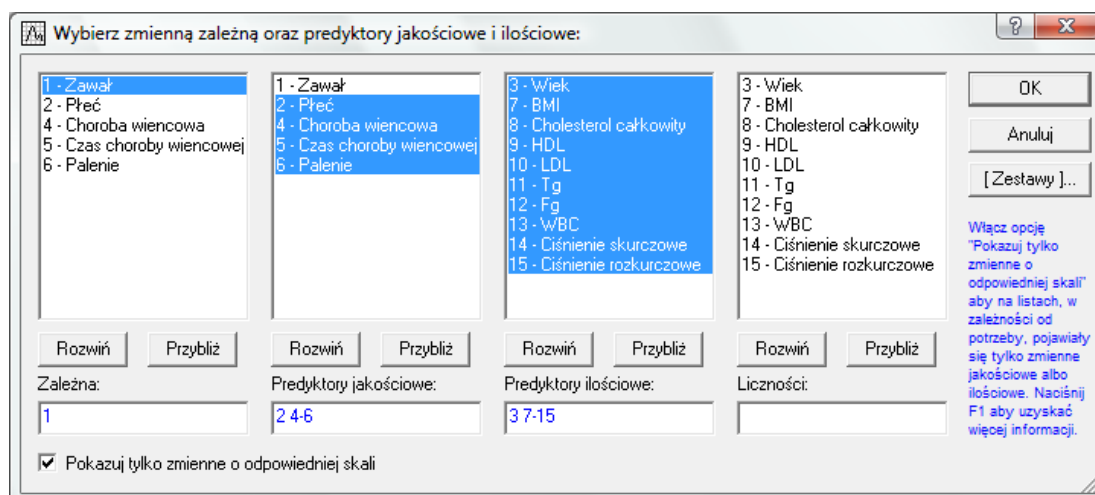 Wybierz zmienną zależną oraz predyktory jakościowe i ilościowe:
1 - Zawał
2 - Płeć
4 - Choroba wiencowa
5 - Czas choroby wiencowej
6 - Palenie
1 - Zawał
2 - Płeć
4 - Choroba wiencowa
5 - Czas choroby wiencowej
6 - Palenie
3 - Wiek
7 - BMI
8 - Cholesterol całkowity
9 - HDL
10 - LDL
11 - Tg
12 - Fg
13 - WBC
14 - Ciśnienie skurczowe
15 - Ciśnienie rozkurczowe
3 - Wiek
7 - BMI
8 - Cholesterol całkowity
9 - HDL
10 - LDL
11 - Tg
12 - Fg
13 - WBC
14 - Ciśnienie skurczowe
15 - Ciśnienie rozkurczowe
OK
Anuluj
[ Zestawy ]...
Włącz opcję
"Pokazuj tylko
zmienne o
odpowiedniej skali"
aby na listach, w
zależności od
potrzeby, pojawiały
się tylko zmienne
jakościowe albo
ilościowe. Naciśnij
F1 aby uzyskać
więcej informacji.
Rozwiń Przybliż Rozwiń Przybliż Rozwiń Przybliż Rozwiń Przybliż
Zależna: Predyktory jakościowe: Predyktory ilościowe: Liczności:
1 2 4-6 3 7-15
Pokazuj tylko zmienne o odpowiedniej skali